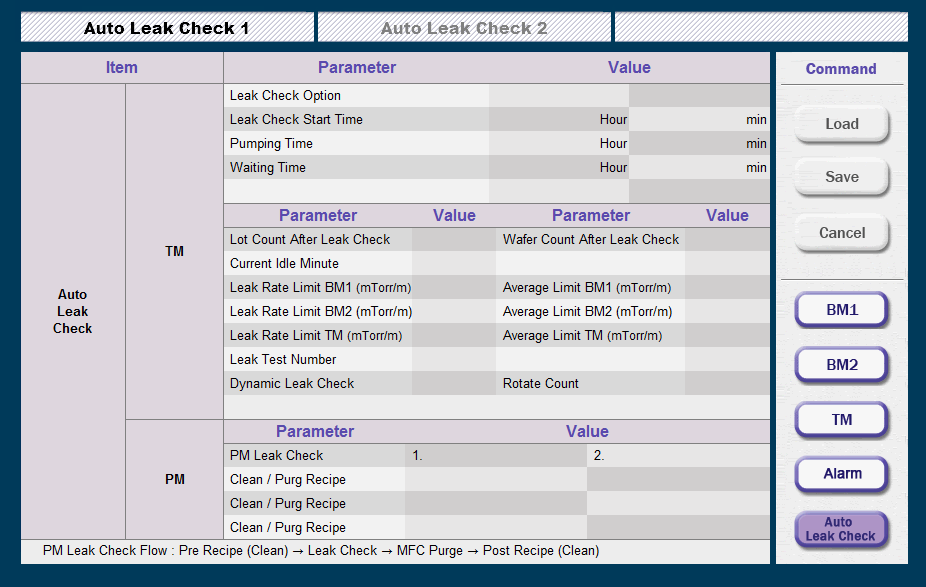 Auto Leak Check 1
Auto Leak Check 2
Item
Parameter
Value
Leak Check Option
Leak Check Start Time
Hour
min
Pumping Time
Hour
min
Waiting Time
Hour
min
Parameter
Value
Parameter
Value
TM
Lot Count After Leak Check
Wafer Count After Leak Check
Current Idle Minute
Leak Rate Limit BM1 (mTorr/m)
Average Limit BM1 (mTorr/m)
Leak Rate Limit BM2 (mTorr/m)
Average Limit BM2 (mTorr/m)
Leak Rate Limit TM (mTorr/m)
Average Limit TM (mTorr/m)
Leak Test Number
Dynamic Leak Check
Rotate Count
Auto
Leak
Check
Parameter
Value
PM
PM Leak Check
1.
2.
Clean / Purg Recipe
Clean / Purg Recipe
Clean / Purg Recipe
PM Leak Check Flow : Pre Recipe (Clean) → Leak Check → MFC Purge → Post Recipe (Clean)
Command
Load
Save
Cancel
BM1
BM2
TM
Alarm
Auto
Leak Check